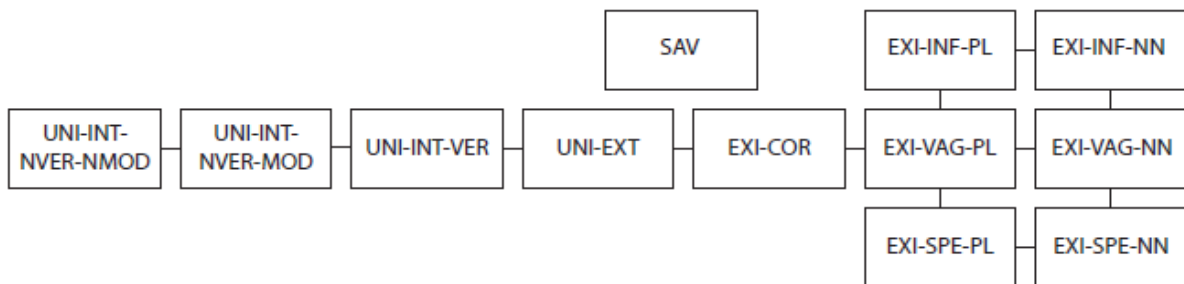 SAV
EXI-INF-PL
EXI-INF-NN
UNI-INT-
NVER-NMOD
UNI-INT-
NVER-MOD
UNI-INT-VER
UNI-EXT
EXI-COR
EXI-VAG-PL
EXI-VAG-NN
EXI-SPE-PL
EXI-SPE-NN